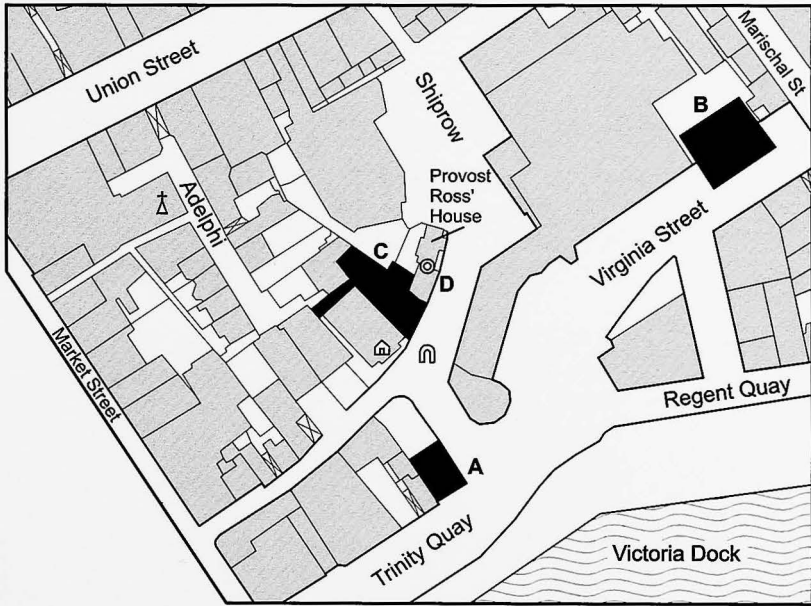 Union Street
Shiprow
Marischal St
B
Adelphi
Provost
Ross'
House
C
D
Virginia Street
Market Street
Regent Quay
A
Trinity Quay
Victoria Dock